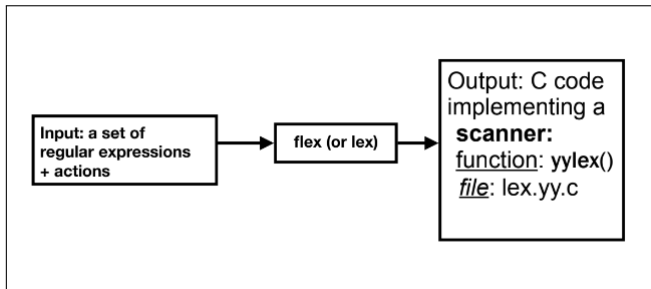 Input: a set of
regular expressions
+ actions
flex (or lex)
Output: C code
implementing a
scanner:
function: yylex()
file: lex.yy.c